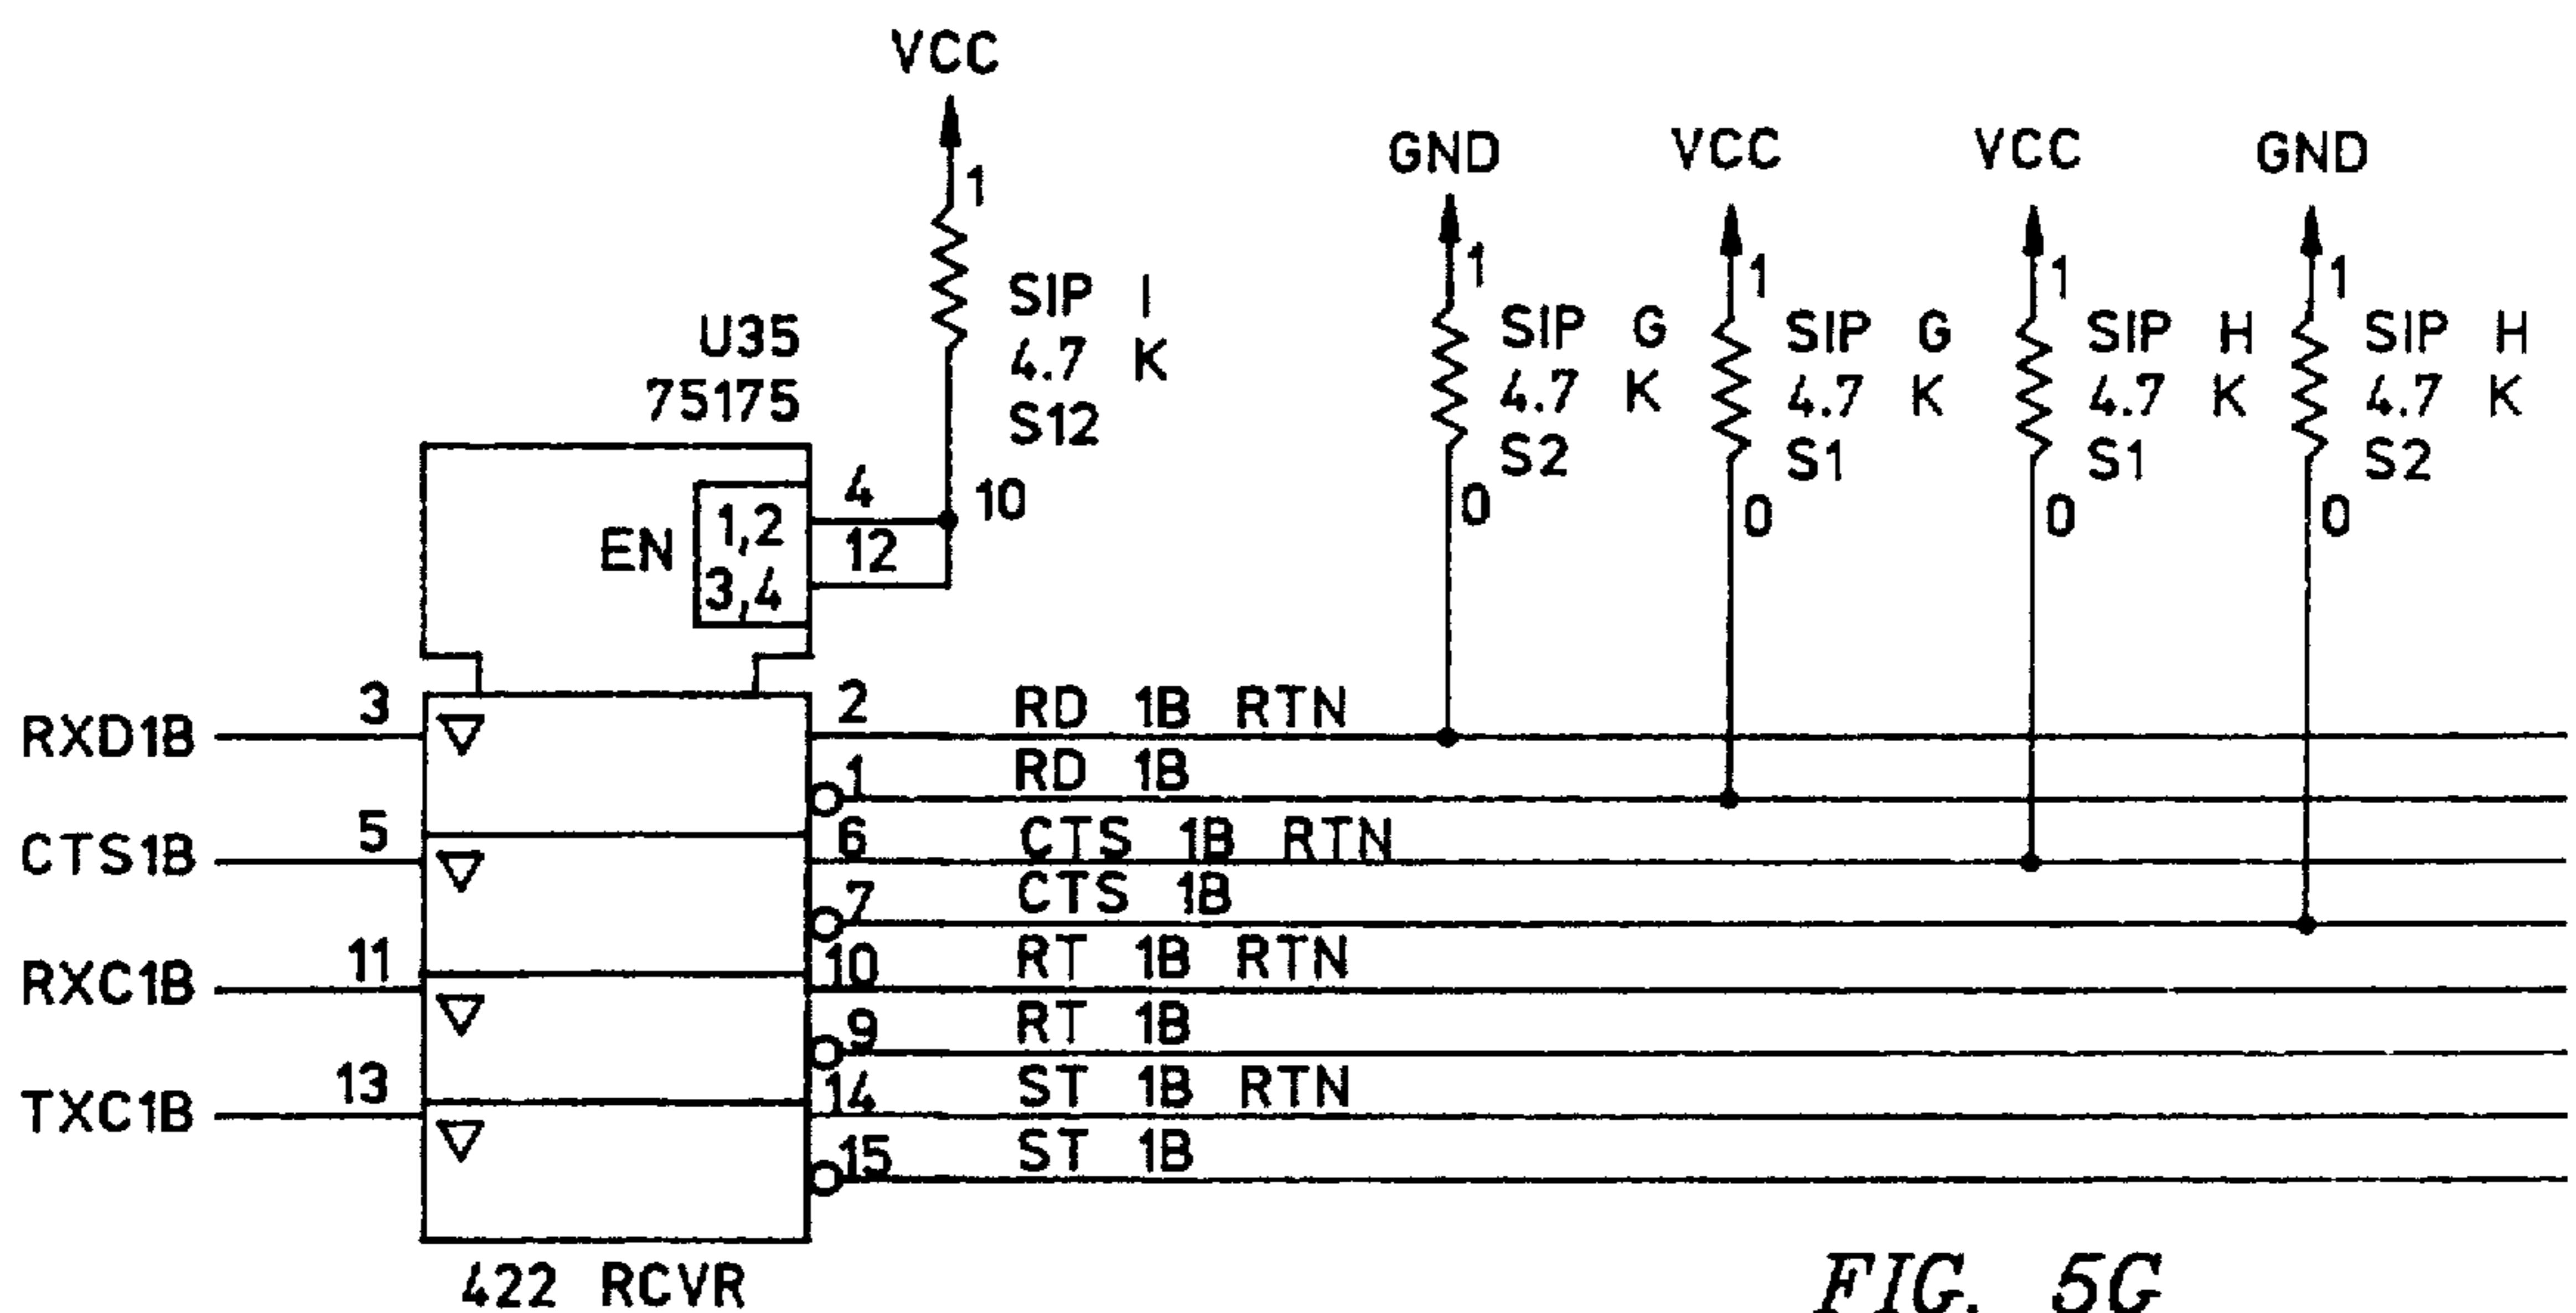 VCC
1
SIP I
4.7 K
S12
10
GND
1
SIP G
4.7 K
S2
0
VCC
1
SIP G
4.7 K
S1
0
VCC
1
SIP H
4.7 K
S1
0
GND
1
SIP H
4.7 K
S2
0
U35
75175
EN
1,2
3,4
4
12
RXD1B 3
2 RD 1B RTN
1 RD 1B
CTS1B 5
6 CTS 1B RTN
7 CTS 1B
RXC1B 11
10 RT 1B RTN
9 RT 1B
TXC1B 13
14 ST 1B RTN
15 ST 1B
422 RCVR
FIG. 5G